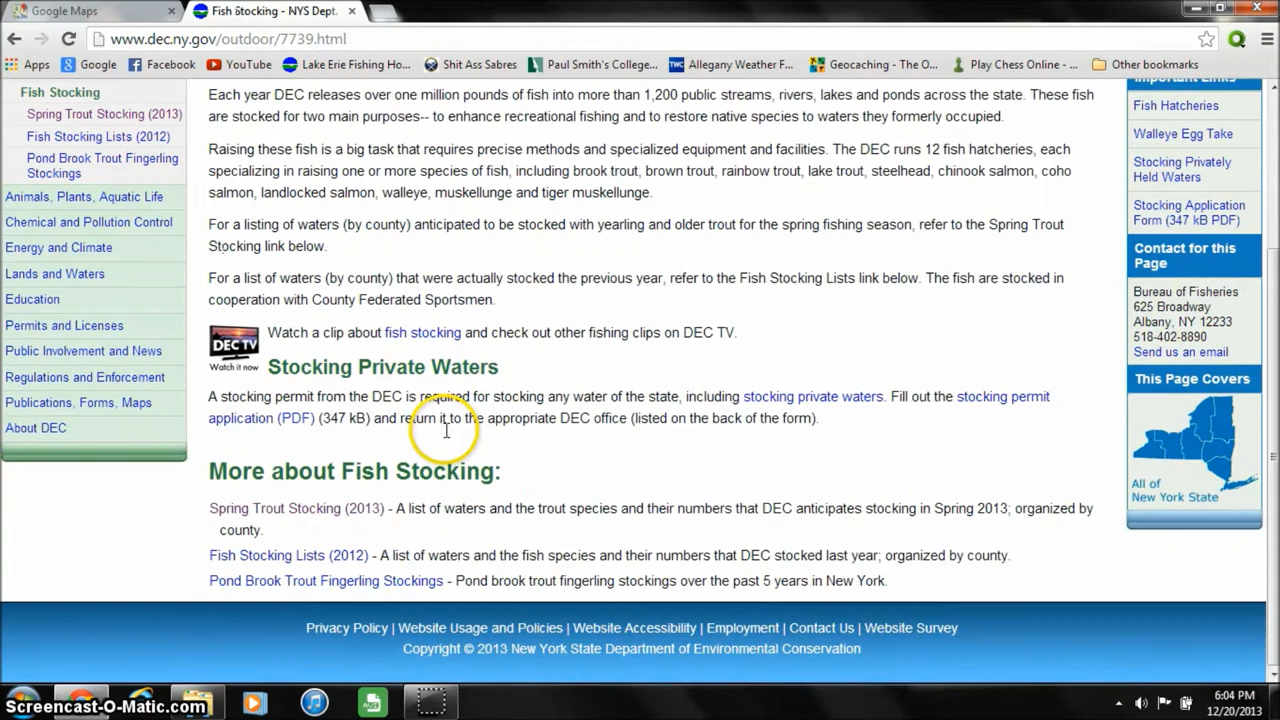 Google Maps
Fish Stocking - NYS Dept.
www.dec.ny.gov/outdoor/7739.html
Apps Google Facebook YouTube Lake Erie Fishing Ho... Shit Ass Sabres Paul Smith's College... Allegany Weather F... Geocaching - The O... Play Chess Online - ... Other bookmarks
Fish Stocking
Spring Trout Stocking (2013)
Fish Stocking Lists (2012)
Pond Brook Trout Fingerling
Stockings
Animals, Plants, Aquatic Life
Chemical and Pollution Control
Energy and Climate
Lands and Waters
Education
Permits and Licenses
Public Involvement and News
Regulations and Enforcement
Publications, Forms, Maps
About DEC
Each year DEC releases over one million pounds of fish into more than 1,200 public streams, rivers, lakes and ponds across the state. These fish
are stocked for two main purposes-- to enhance recreational fishing and to restore native species to waters they formerly occupied.
Raising these fish is a big task that requires precise methods and specialized equipment and facilities. The DEC runs 12 fish hatcheries, each
specializing in raising one or more species of fish, including brook trout, brown trout, rainbow trout, lake trout, steelhead, chinook salmon, coho
salmon, landlocked salmon, walleye, muskellunge and tiger muskellunge.
For a listing of waters (by county) anticipated to be stocked with yearling and older trout for the spring fishing season, refer to the Spring Trout
Stocking link below.
For a list of waters (by county) that were actually stocked the previous year, refer to the Fish Stocking Lists link below. The fish are stocked in
cooperation with County Federated Sportsmen.
DEC TV
Watch it now
Watch a clip about fish stocking and check out other fishing clips on DEC TV.
Stocking Private Waters
A stocking permit from the DEC is required for stocking any water of the state, including stocking private waters. Fill out the stocking permit
application (PDF) (347 kB) and return it to the appropriate DEC office (listed on the back of the form).
More about Fish Stocking:
Spring Trout Stocking (2013) - A list of waters and the trout species and their numbers that DEC anticipates stocking in Spring 2013; organized by
county.
Fish Stocking Lists (2012) - A list of waters and the fish species and their numbers that DEC stocked last year; organized by county.
Pond Brook Trout Fingerling Stockings - Pond brook trout fingerling stockings over the past 5 years in New York.
Important Links
Fish Hatcheries
Walleye Egg Take
Stocking Privately
Held Waters
Stocking Application
Form (347 kB PDF)
Contact for this
Page
Bureau of Fisheries
625 Broadway
Albany, NY 12233
518-402-8890
Send us an email
This Page Covers
All of
New York State
Privacy Policy | Website Usage and Policies | Website Accessibility | Employment | Contact Us | Website Survey
Copyright © 2013 New York State Department of Environmental Conservation
Screencast-O-Matic.com
6:04 PM
12/20/2013